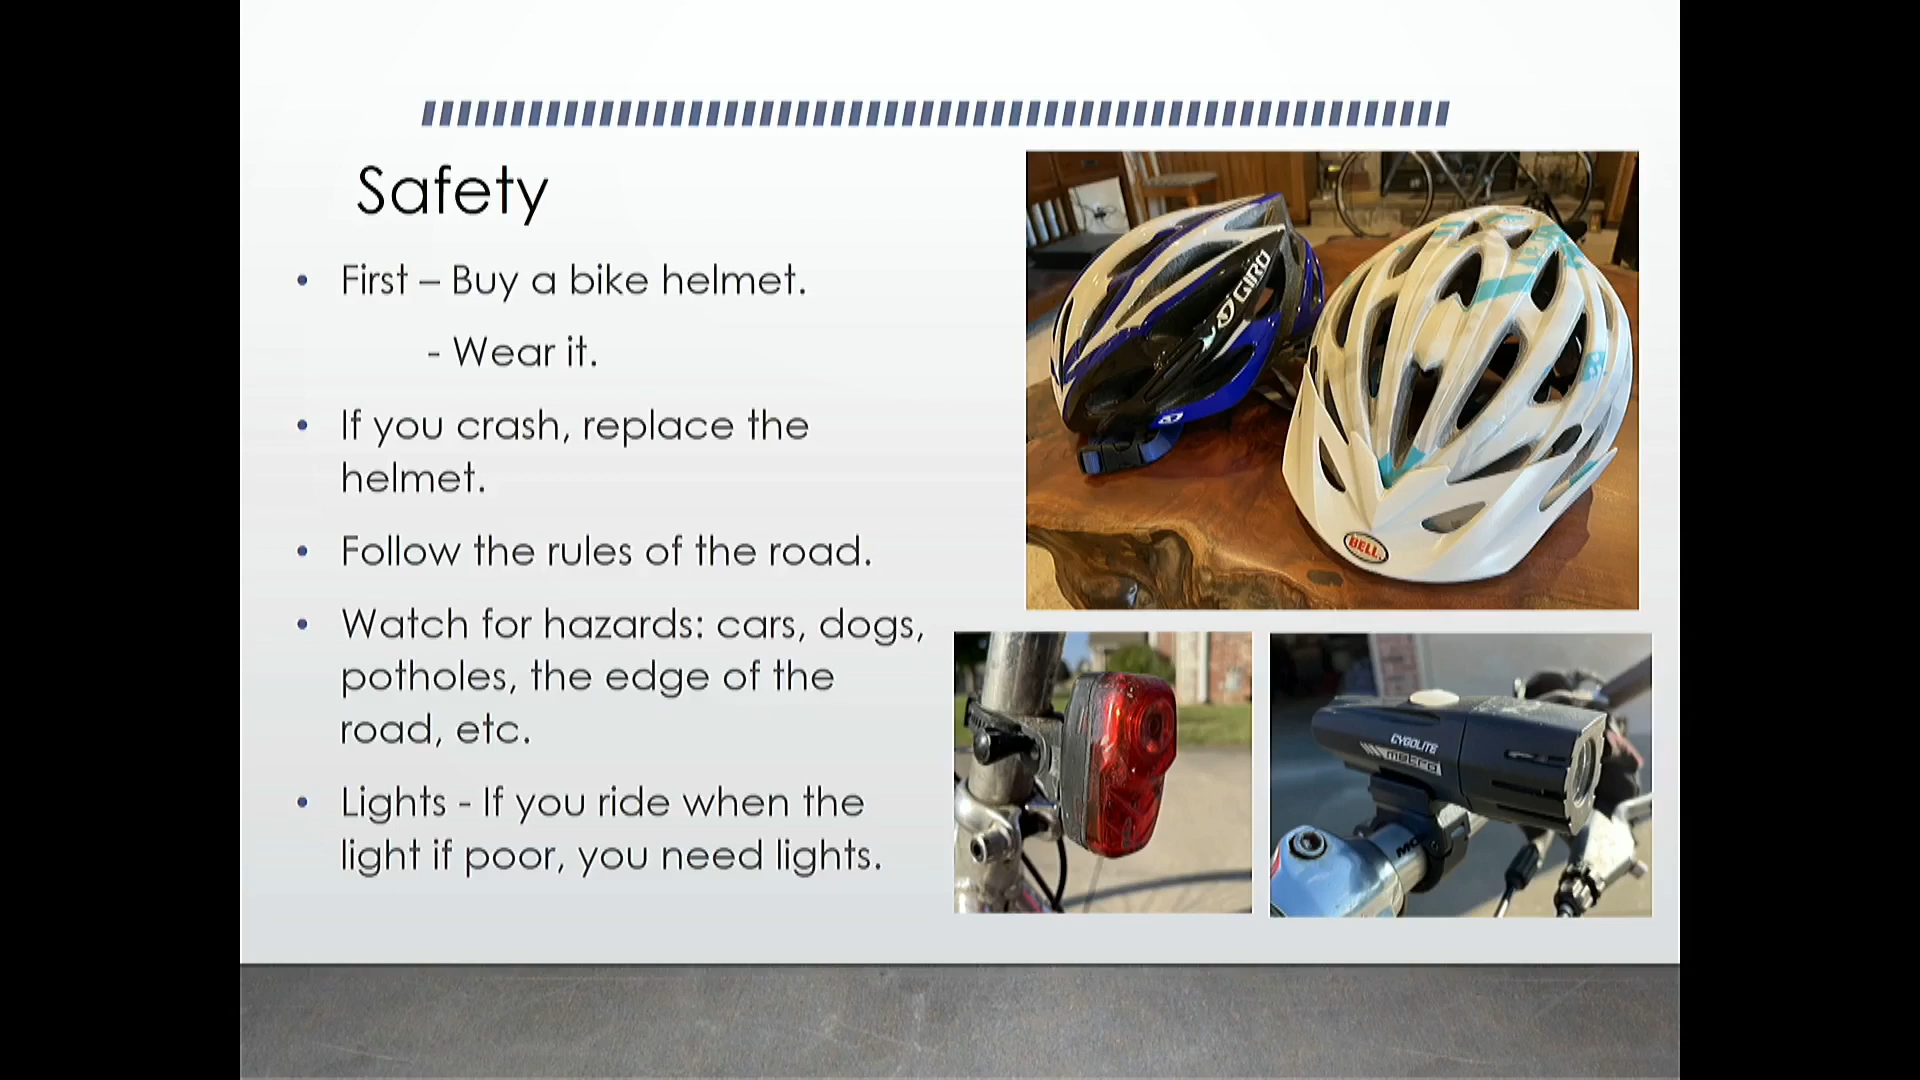 Safety
• First – Buy a bike helmet.
- Wear it.
• If you crash, replace the
helmet.
• Follow the rules of the road.
• Watch for hazards: cars, dogs,
potholes, the edge of the
road, etc.
• Lights - If you ride when the
light if poor, you need lights.
GIRO
BELL
CYGOLITE
metro